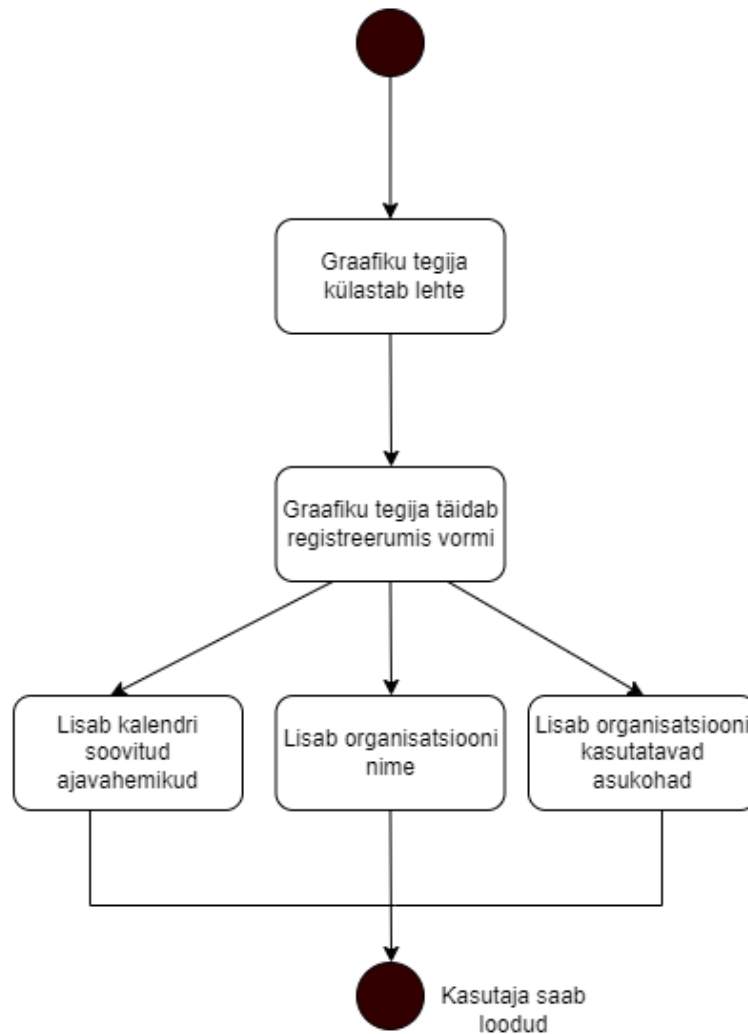 Graafiku tegija
külastab lehte
Graafiku tegija täidab
registreerumis vormi
Lisab kalendri
soovitud
ajavahemikud
Lisab organisatsiooni
nime
Lisab organisatsiooni
kasutatavad
asukohad
Kasutaja saab
loodud